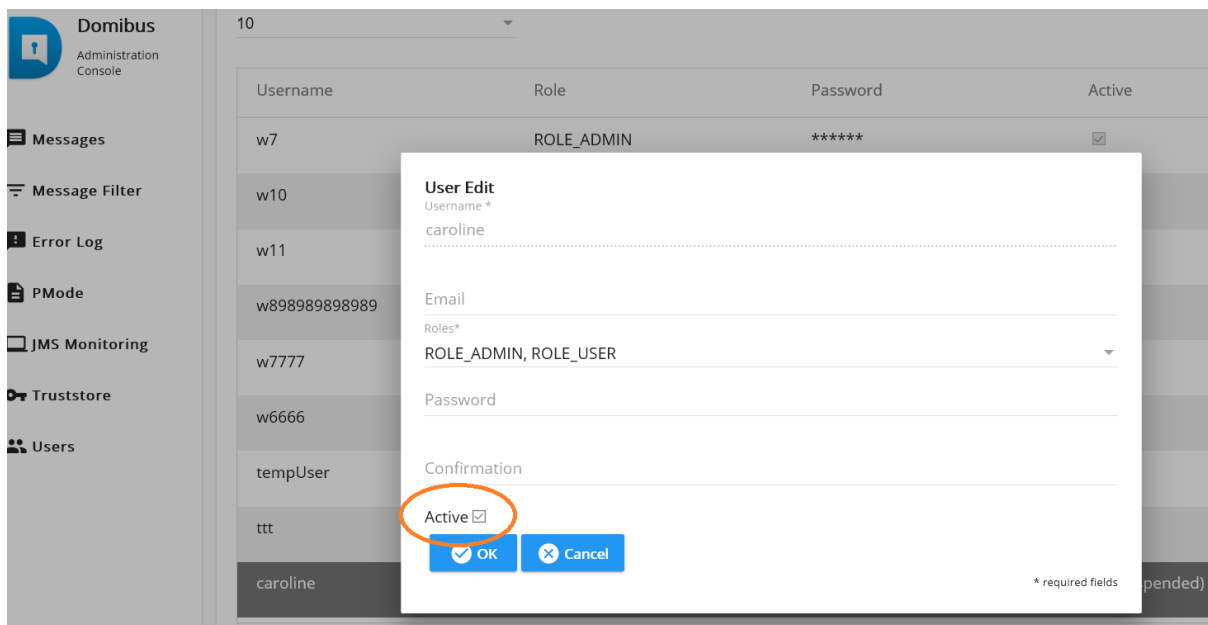 Domibus
Administration
Console
Messages
Message Filter
Error Log
PMode
JMS Monitoring
Truststore
Users
10
Username Role Password Active
w7 ROLE_ADMIN ******
w10
w11
w898989898989
w7777
w6666
tempUser
ttt
caroline
pended)
User Edit
Username *
caroline
Email
Roles*
ROLE_ADMIN, ROLE_USER
Password
Confirmation
Active
OK Cancel
* required fields